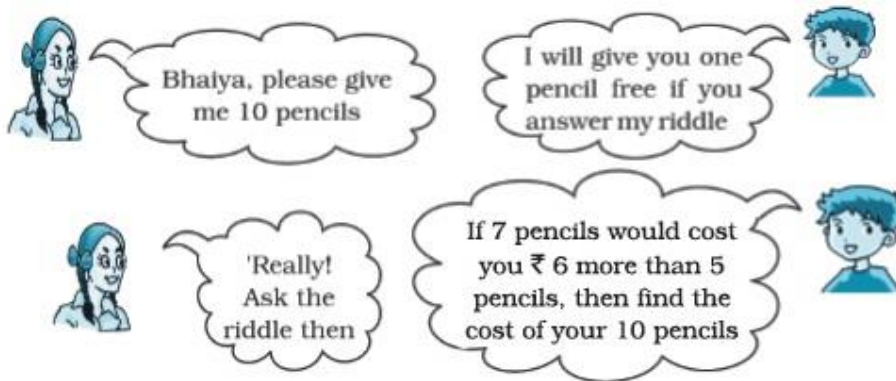 Bhaiya, please give
me 10 pencils
I will give you one
pencil free if you
answer my riddle
'Really!
Ask the
riddle then
If 7 pencils would cost
you ₹ 6 more than 5
pencils, then find the
cost of your 10 pencils